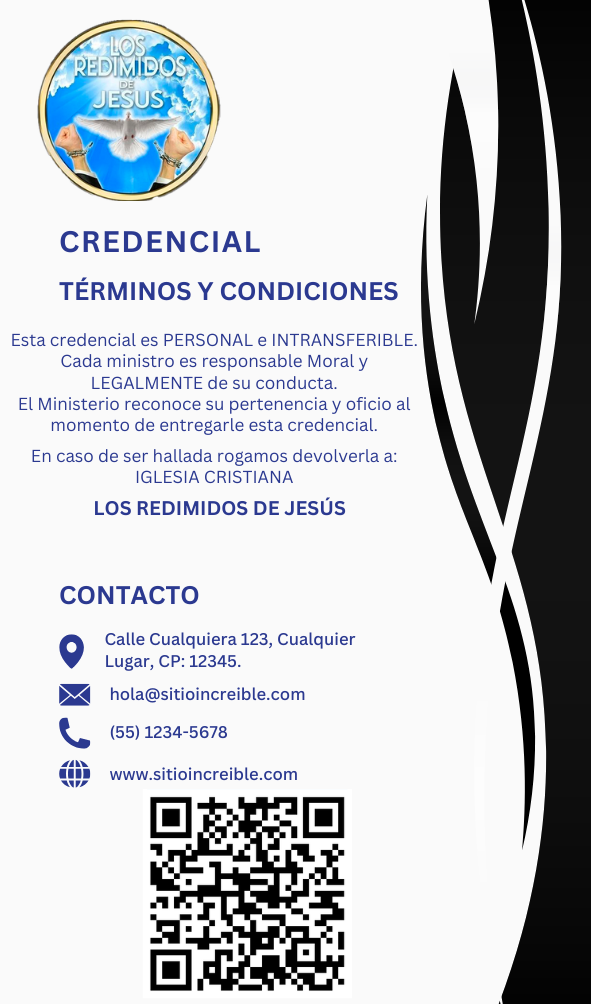 LOS
REDIMIDOS
DE
JESUS
CREDENCIAL
TÉRMINOS Y CONDICIONES
Esta credencial es PERSONAL e INTRANSFERIBLE.
Cada ministro es responsable Moral y
LEGALMENTE de su conducta.
El Ministerio reconoce su pertenencia y oficio al
momento de entregarle esta credencial.
En caso de ser hallada rogamos devolverla a:
IGLESIA CRISTIANA
LOS REDIMIDOS DE JESÚS
CONTACTO
Calle Cualquiera 123, Cualquier
Lugar, CP: 12345.
hola@sitioincreible.com
(55) 1234-5678
www.sitioincreible.com